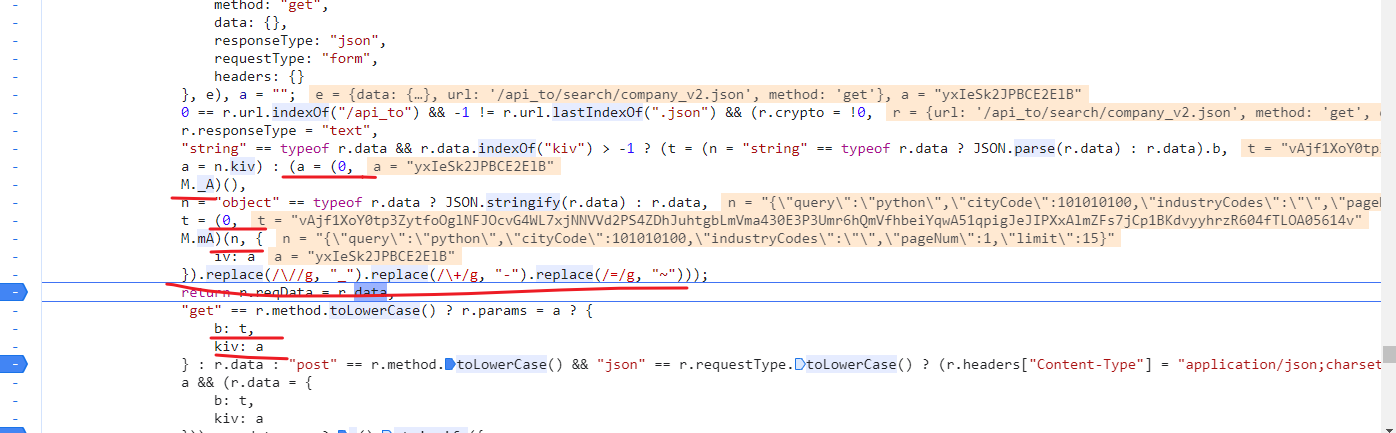 method: "get",
data: {},
responseType: "json",
requestType: "form",
headers: {}
}, e), a = ""; e = {data: {…}, url: '/api_to/search/company_v2.json', method: 'get'}, a = "yxIeSk2JPBCE2ElB"
0 == r.url.indexOf("/api_to") && -1 != r.url.lastIndexOf(".json") && (r.crypto = !0, r = {url: '/api_to/search/company_v2.json', method: 'get',
r.responseType = "text",
"string" == typeof r.data && r.data.indexOf("kiv") > -1 ? (t = (n = "string" == typeof r.data ? JSON.parse(r.data) : r.data).b, t = "vAjf1XoY0tp
a = n.kiv) : (a = (0, a = "yxIeSk2JPBCE2ElB"
M._A)(),
n = "object" == typeof r.data ? JSON.stringify(r.data) : r.data, n = "{\"query\":\"python\",\"cityCode\":101010100,\"industryCodes\":\"\",\"pageN
t = (0, t = "vAjf1XoY0tp3ZytfoOglNFJOcvG4WL7xjNNVVd2PS4ZDhJuhtgbLmVma430E3P3Umr6hQmVfhbeiYqwA51qpigJeJIPXxAlmZFs7jCp1BKdvyyhrzR604fTLOA05614v"
M.mA)(n, { n = "{\"query\":\"python\",\"cityCode\":101010100,\"industryCodes\":\"\",\"pageNum\":1,\"limit\":15}"
iv: a a = "yxIeSk2JPBCE2ElB"
}).replace(/\//g, "_").replace(/\+/g, "-").replace(/=/g, "~")));
return r.reqData = r.data,
"get" == r.method.toLowerCase() ? r.params = a ? {
b: t,
kiv: a
} : r.data : "post" == r.method.toLowerCase() && "json" == r.requestType.toLowerCase() ? (r.headers["Content-Type"] = "application/json;charset
a && (r.data = {
b: t,
kiv: a